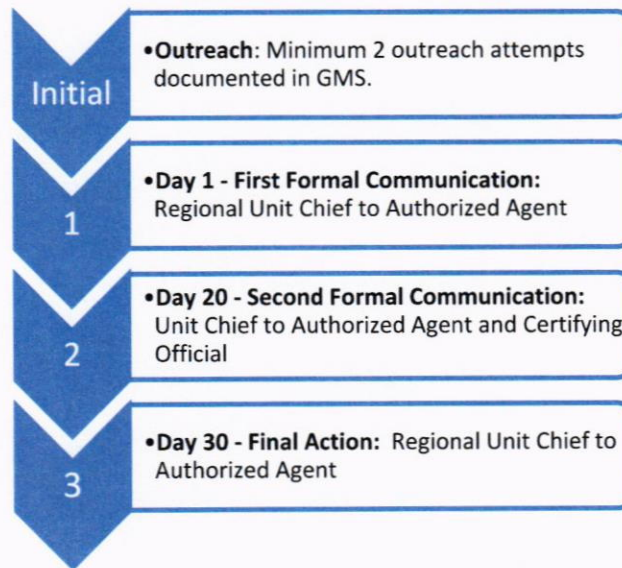 Initial
•Outreach: Minimum 2 outreach attempts
documented in GMS.
1
•Day 1 - First Formal Communication:
Regional Unit Chief to Authorized Agent
2
•Day 20 - Second Formal Communication:
Unit Chief to Authorized Agent and Certifying
Official
3
•Day 30 - Final Action: Regional Unit Chief to
Authorized Agent